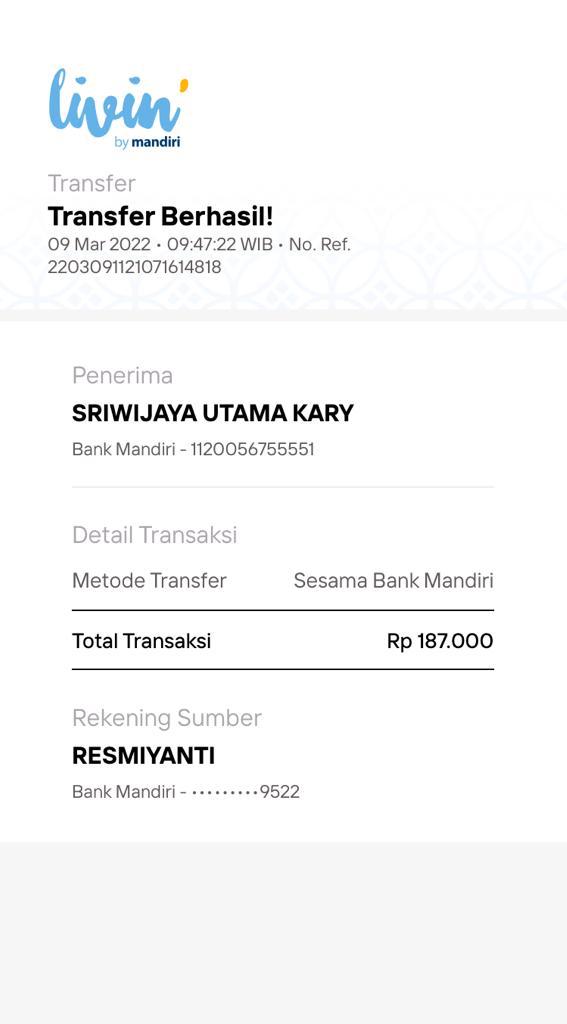 livin'
by mandiri
Transfer
Transfer Berhasil!
09 Mar 2022 • 09:47:22 WIB • No. Ref.
2203091121071614818
Penerima
SRIWIJAYA UTAMA KARY
Bank Mandiri - 1120056755551
Detail Transaksi
Metode Transfer Sesama Bank Mandiri
Total Transaksi Rp 187.000
Rekening Sumber
RESMIYANTI
Bank Mandiri - •••••••••9522